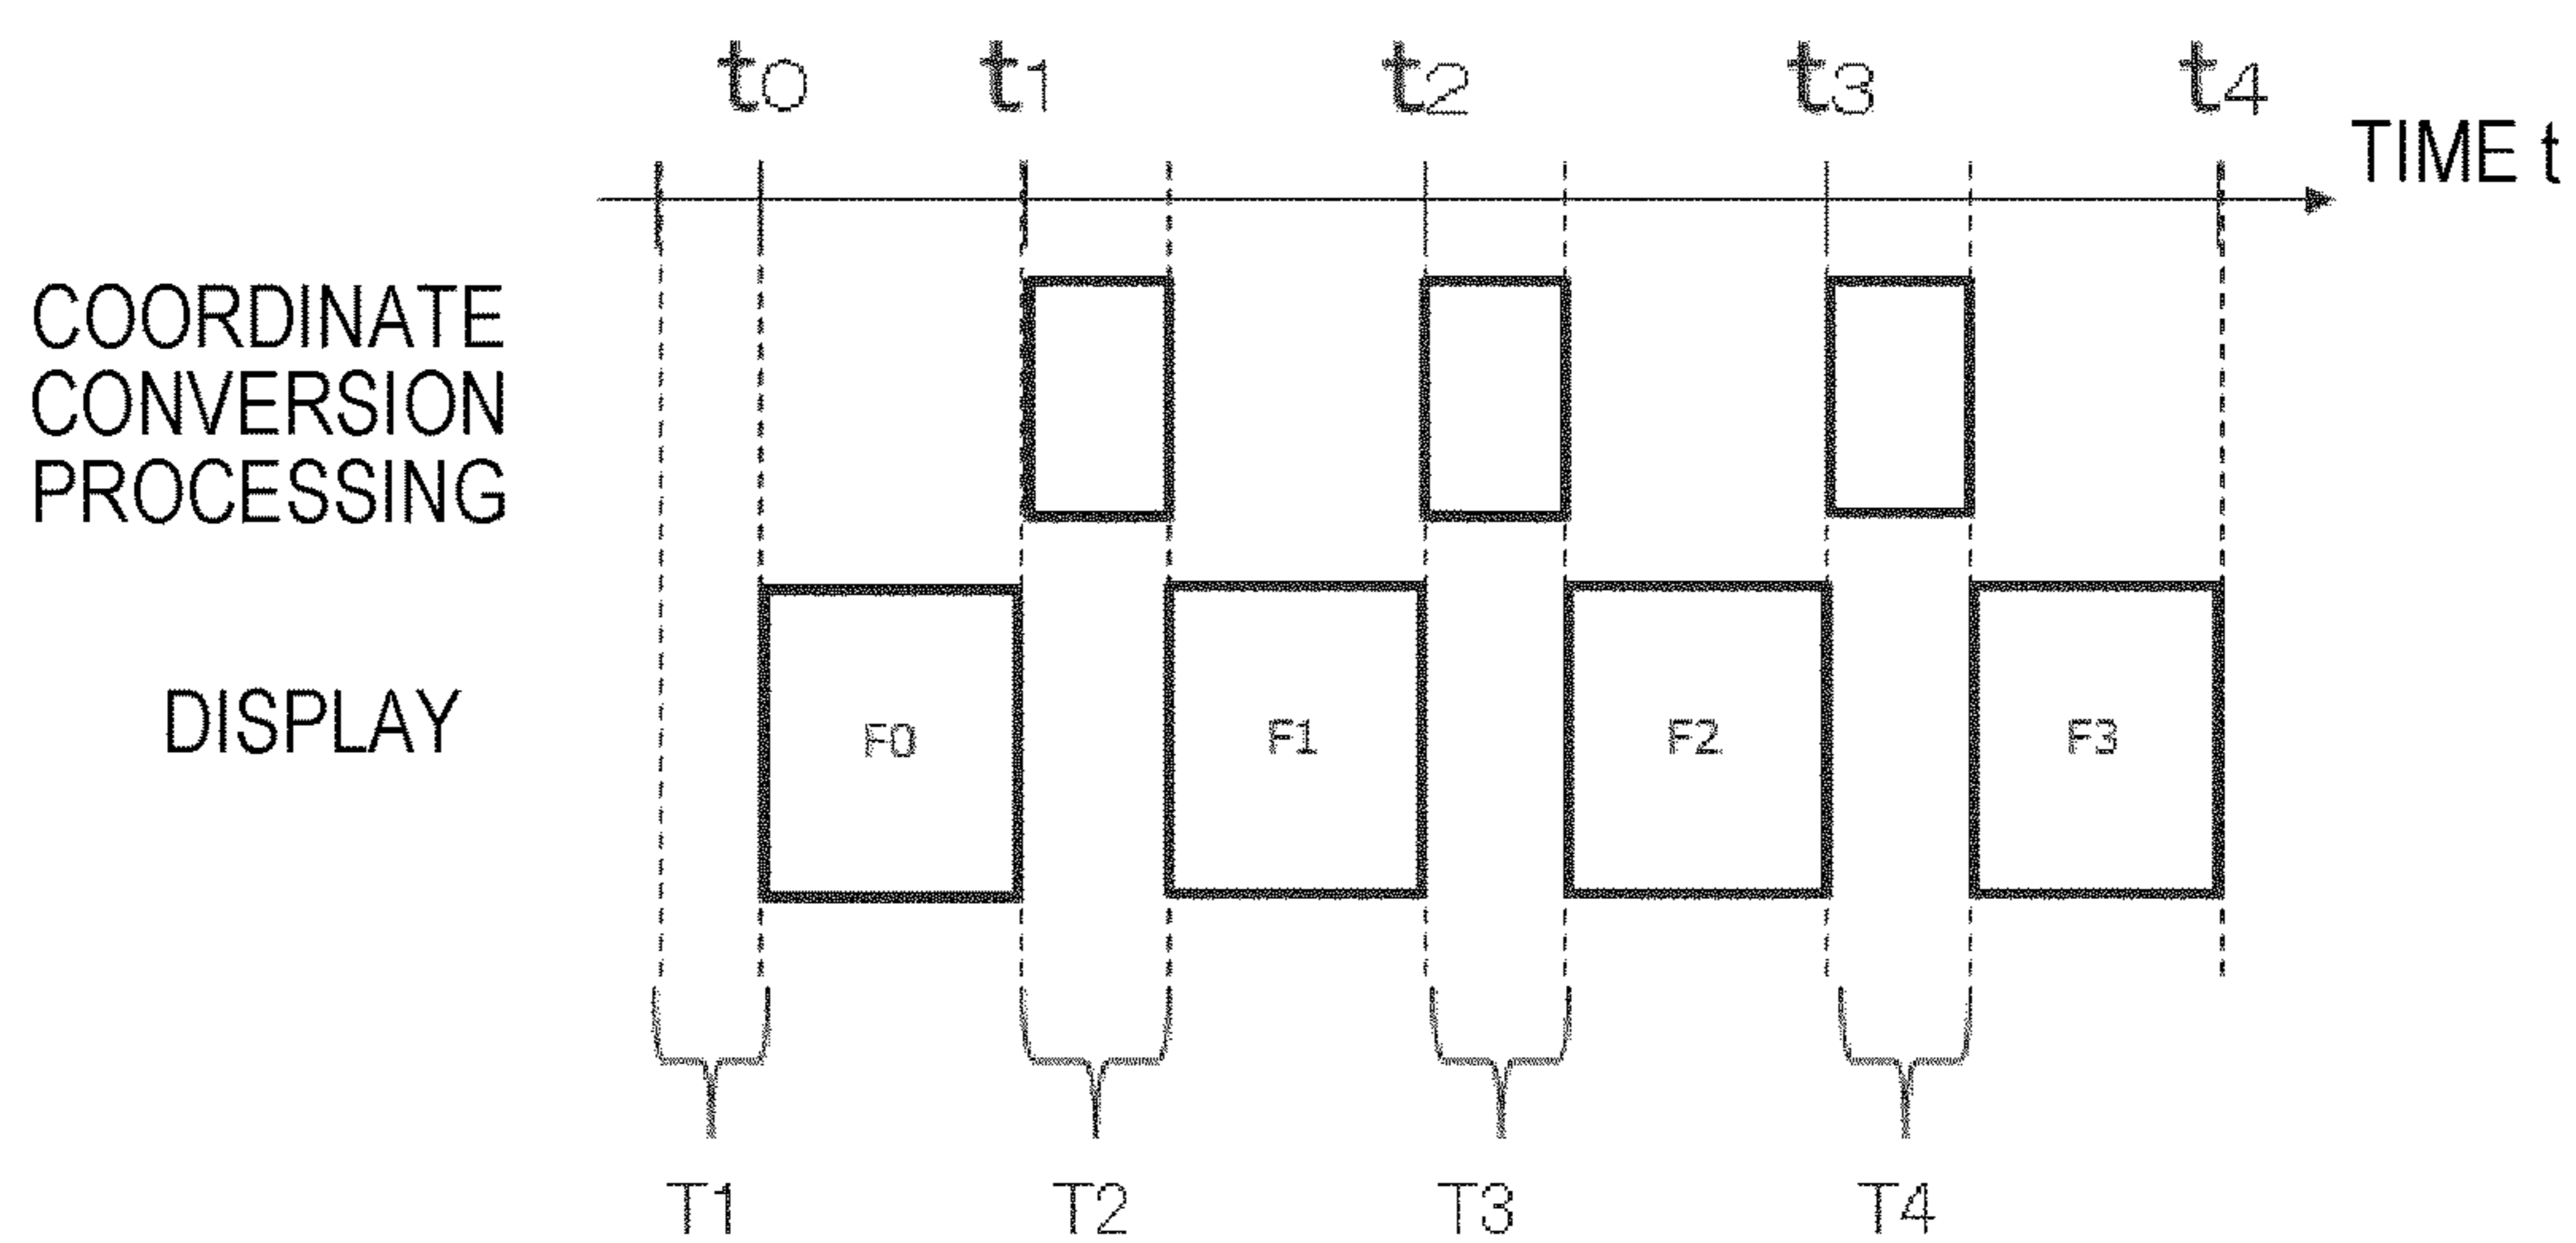 t0 t1 t2 t3 t4
TIME t
COORDINATE
CONVERSION
PROCESSING
DISPLAY
F0 F1 F2 F3
T1 T2 T3 T4